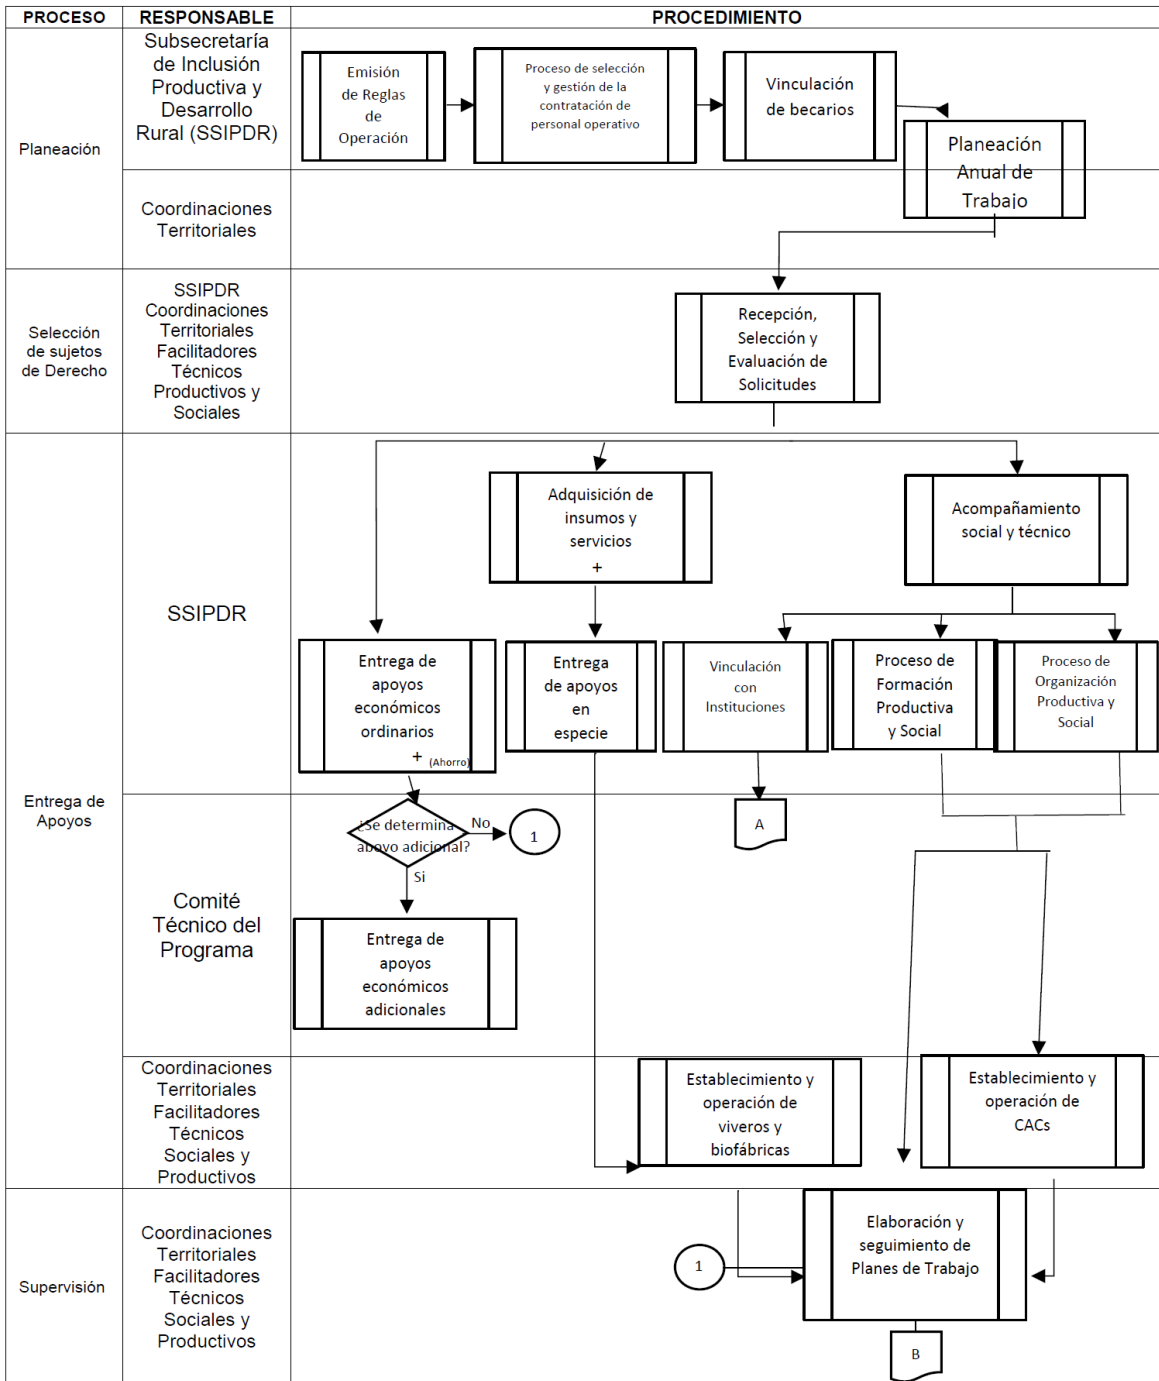 PROCESO
RESPONSABLE
PROCEDIMIENTO
Planeación
Subsecretaría
de Inclusión
Productiva y
Desarrollo
Rural (SSIPDR)
Emisión
de Reglas
de
Operación
Proceso de selección
y gestión de la
contratación de
personal operativo
Vinculación
de becarios
Planeación
Anual de
Trabajo
Coordinaciones
Territoriales
Selección
de sujetos
de Derecho
SSIPDR
Coordinaciones
Territoriales
Facilitadores
Técnicos
Productivos y
Sociales
Recepción,
Selección y
Evaluación de
Solicitudes
Entrega de
Apoyos
SSIPDR
Adquisición de
insumos y
servicios
+
Acompañamiento
social y técnico
Entrega de
apoyos
económicos
ordinarios
+ (Ahorro)
Entrega
de apoyos
en
especie
Vinculación
con
Instituciones
Proceso de
Formación
Productiva
y Social
Proceso de
Organización
Productiva y
Social
Comité
Técnico del
Programa
¿Se determina
apoyo adicional?
No
1
Si
A
Entrega de
apoyos
económicos
adicionales
Coordinaciones
Territoriales
Facilitadores
Técnicos
Sociales y
Productivos
Establecimiento y
operación de
viveros y
biofábricas
Establecimiento y
operación de
CACs
Supervisión
Coordinaciones
Territoriales
Facilitadores
Técnicos
Sociales y
Productivos
1
Elaboración y
seguimiento de
Planes de Trabajo
B